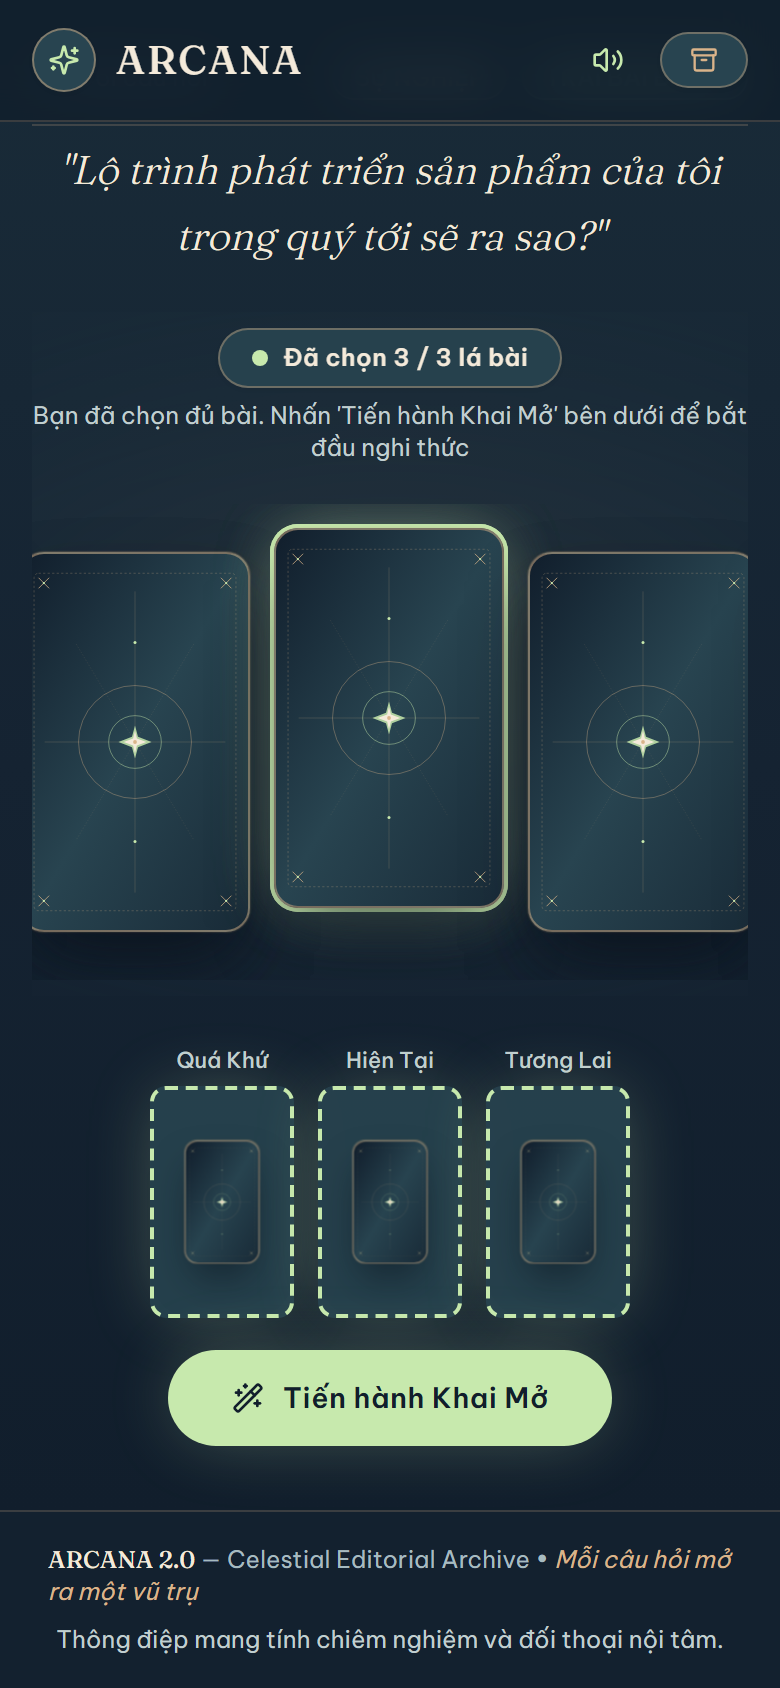 ARCANA
"Lộ trình phát triển sản phẩm của tôi
trong quý tới sẽ ra sao?"
Đã chọn 3 / 3 lá bài
Bạn đã chọn đủ bài. Nhấn 'Tiến hành Khai Mở' bên dưới để bắt
đầu nghi thức
Quá Khứ Hiện Tại Tương Lai
Tiến hành Khai Mở
ARCANA 2.0 — Celestial Editorial Archive • Mỗi câu hỏi mở
ra một vũ trụ
Thông điệp mang tính chiêm nghiệm và đối thoại nội tâm.